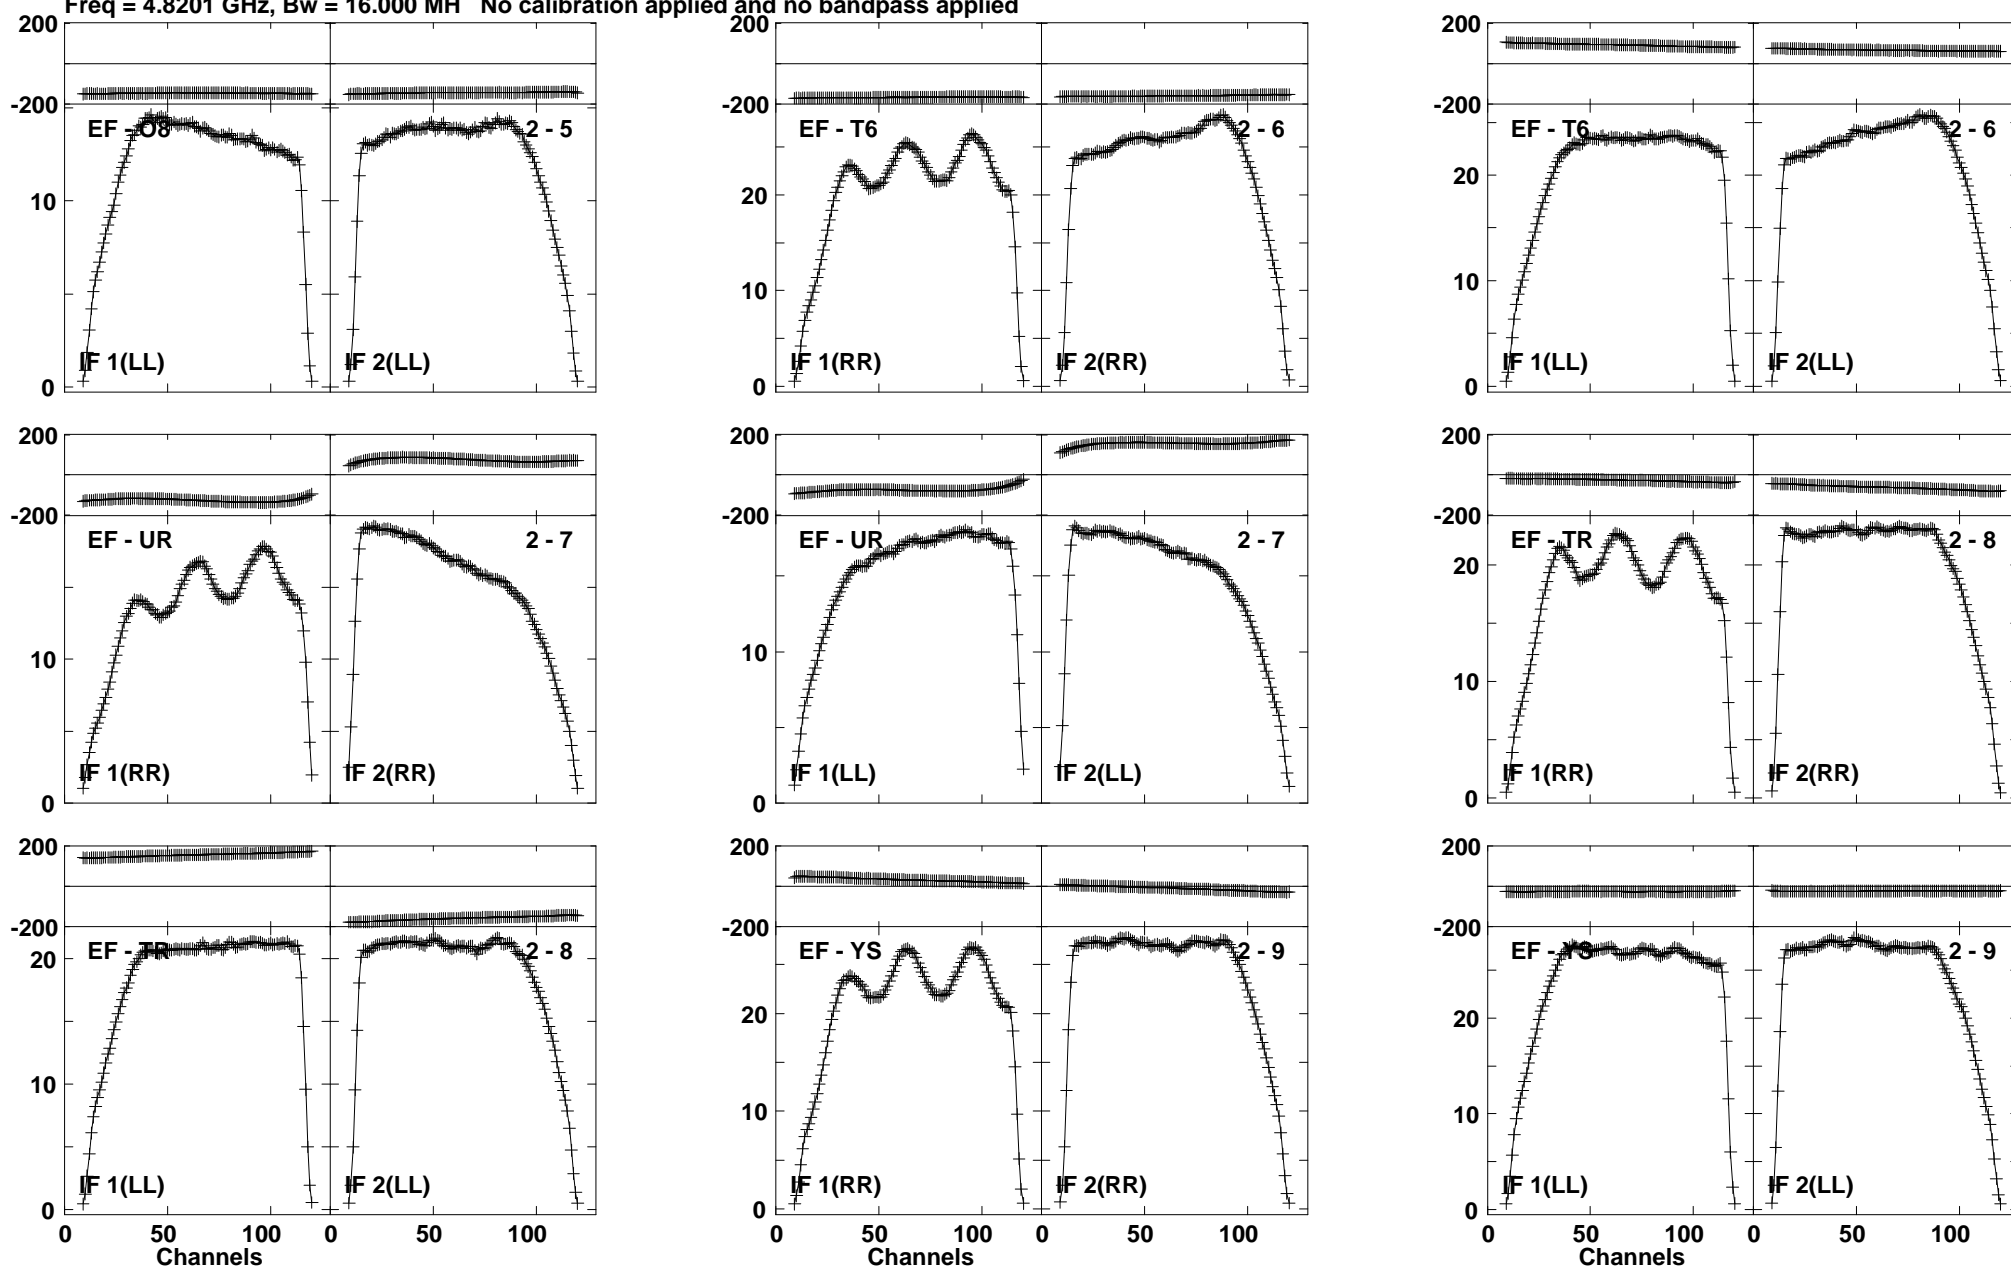 Freq = 4.8201 GHz, Bw = 16.000 MH No calibration applied and no bandpass applied
200 200 200
-200 -200 -200
EF - O8 2 - 5 EF - T6 2 - 6 EF - T6 2 - 6
20 20
10
10 10
IF 1(LL) IF 2(LL) IF 1(RR) IF 2(RR) IF 1(LL) IF 2(LL)
0 0 0
200 200 200
-200 -200 -200
EF - UR 2 - 7 EF - UR 2 - 7 EF - TR 2 - 8
20
10 10 10
IF 1(RR) IF 2(RR) IF 1(LL) IF 2(LL) IF 1(RR) IF 2(RR)
0 0 0
200 200 200
-200 -200 -200
EF - TR 2 - 8 EF - YS 2 - 9 EF - YS 2 - 9
20 20 20
10 10 10
IF 1(LL) IF 2(LL) IF 1(RR) IF 2(RR) IF 1(LL) IF 2(LL)
0 0 0
0 50 100 0 50 100 0 50 100 0 50 100 0 50 100 0 50 100
Channels Channels Channels